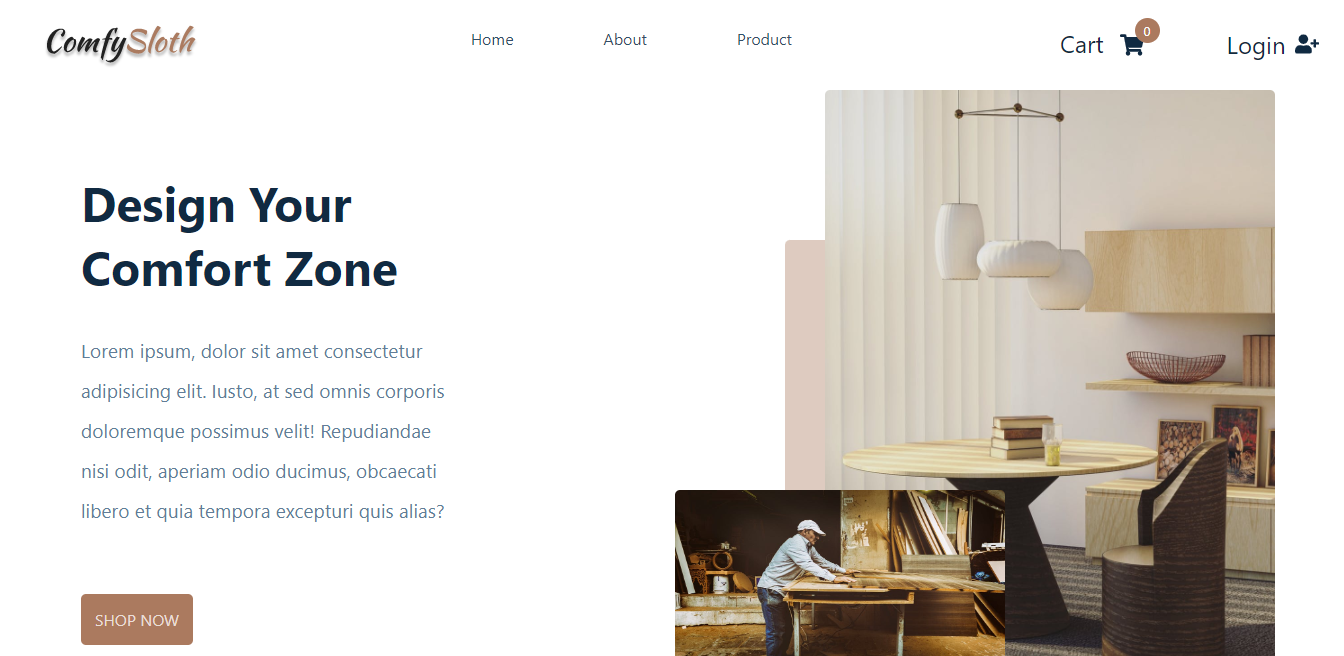 ComfySloth
Home
About
Product
Cart
0
Login
Design Your
Comfort Zone
Lorem ipsum, dolor sit amet consectetur
adipisicing elit. Iusto, at sed omnis corporis
doloremque possimus velit! Repudiandae
nisi odit, aperiam odio ducimus, obcaecati
libero et quia tempora excepturi quis alias?
SHOP NOW